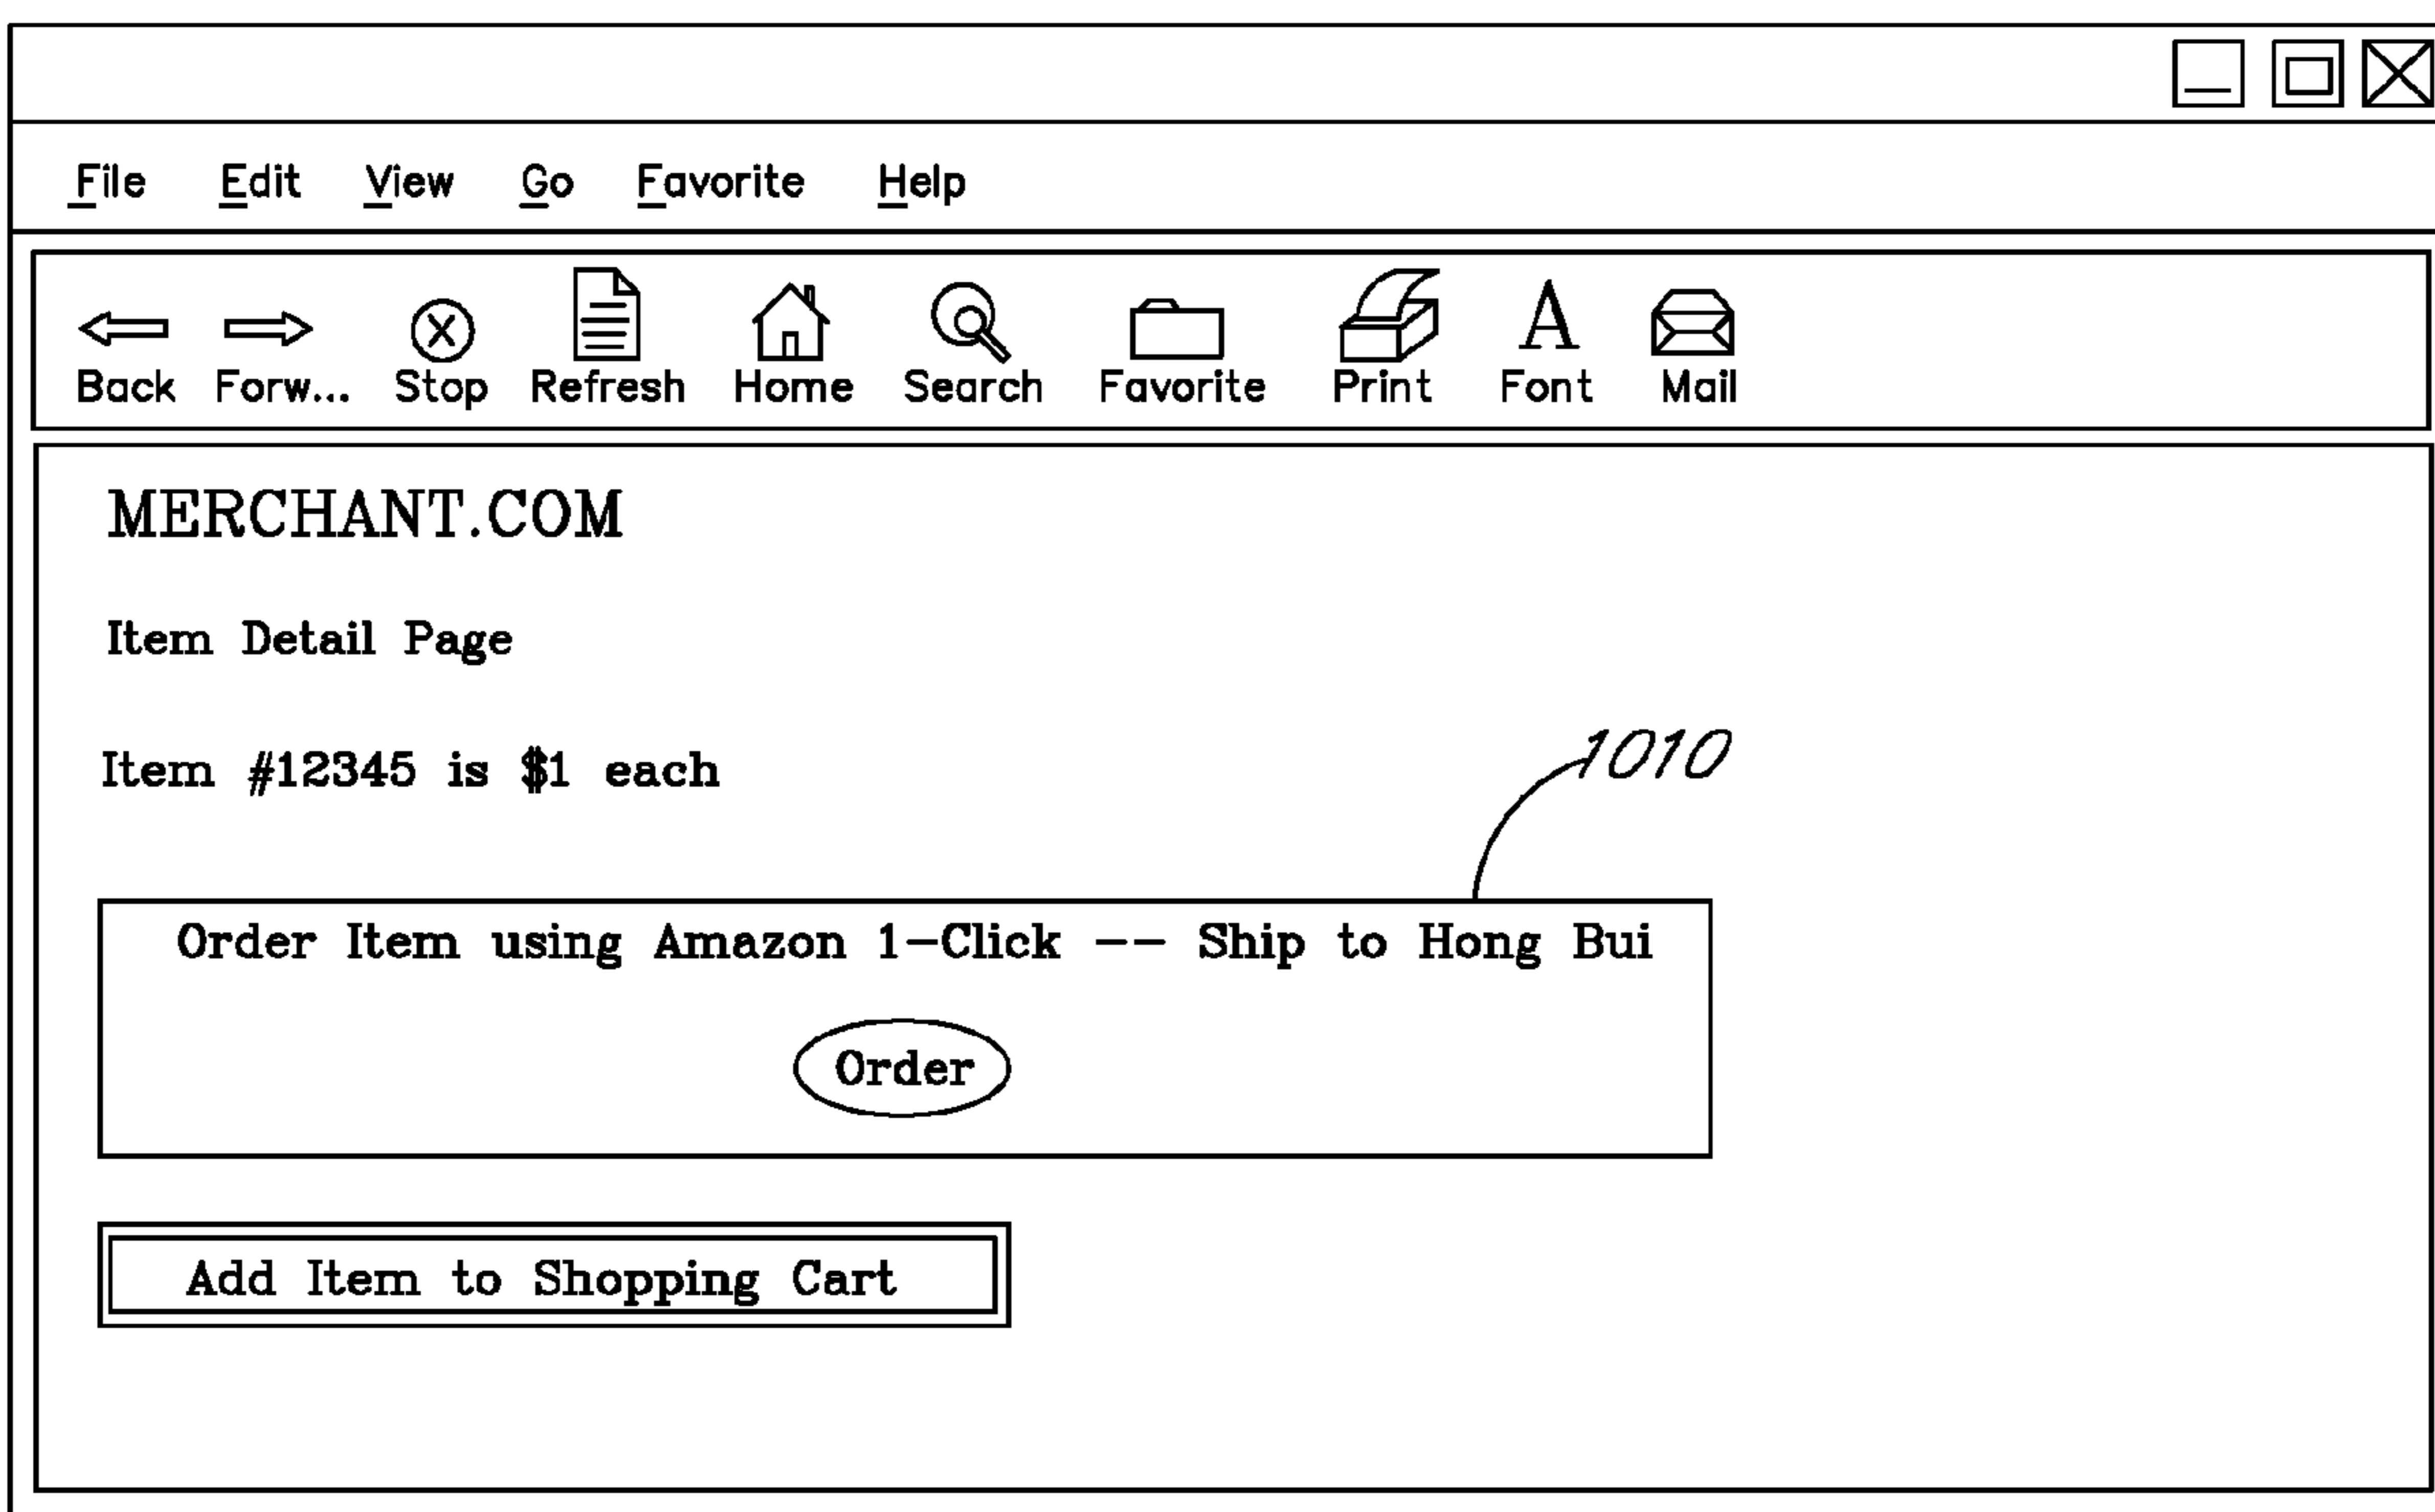 File Edit View Go Favorite Help
Back Forw... Stop Refresh Home Search Favorite Print Font Mail
MERCHANT.COM
Item Detail Page
Item #12345 is $1 each
1010
Order Item using Amazon 1-Click -- Ship to Hong Bui
Order
Add Item to Shopping Cart